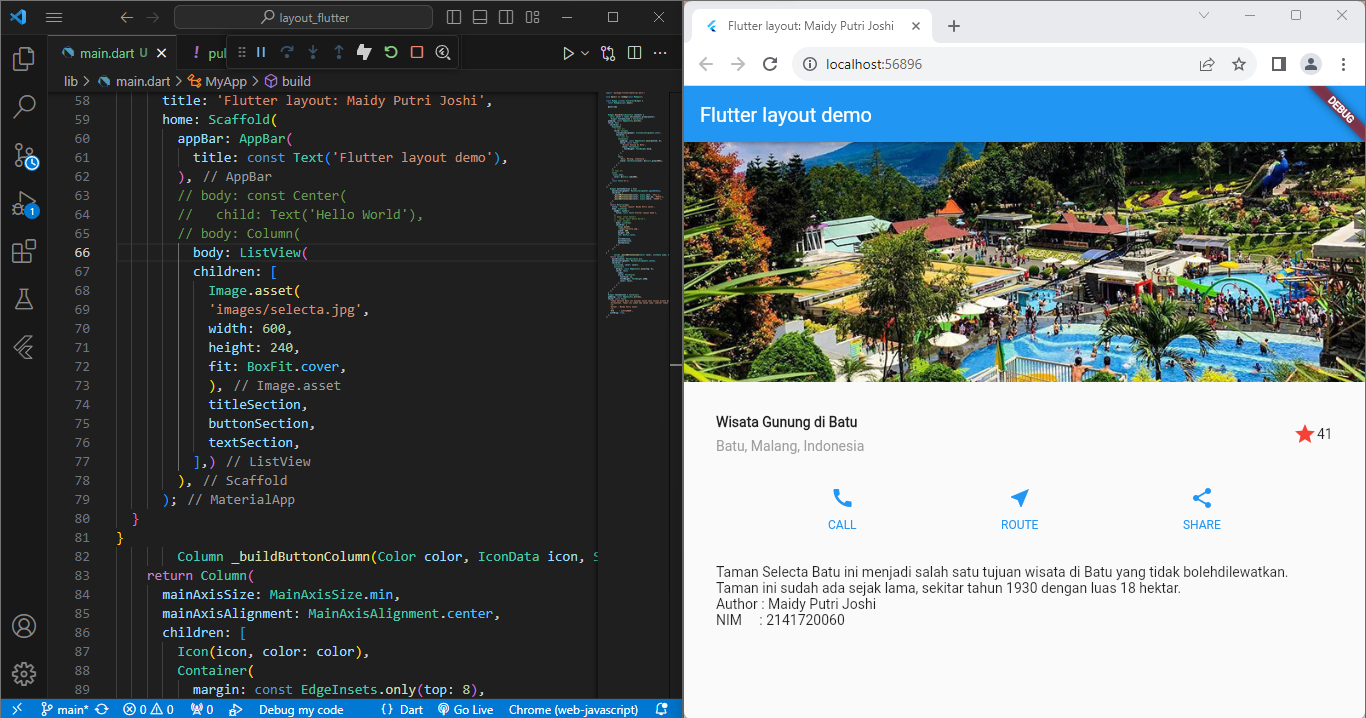 layout_flutter
main.dart U
! pul
lib > main.dart > MyApp > build
58 title: 'Flutter layout: Maidy Putri Joshi',
59 home: Scaffold(
60 appBar: AppBar(
61 title: const Text('Flutter layout demo'),
62 ), // AppBar
63 // body: const Center(
64 //   child: Text('Hello World'),
65 // body: Column(
66 body: ListView(
67 children: [
68 Image.asset(
69 'images/selecta.jpg',
70 width: 600,
71 height: 240,
72 fit: BoxFit.cover,
73 ), // Image.asset
74 titleSection,
75 buttonSection,
76 textSection,
77 ],) // ListView
78 ), // Scaffold
79 ); // MaterialApp
80 }
81 }
82 Column _buildButtonColumn(Color color, IconData icon, S
83 return Column(
84 mainAxisSize: MainAxisSize.min,
85 mainAxisAlignment: MainAxisAlignment.center,
86 children: [
87 Icon(icon, color: color),
88 Container(
89 margin: const EdgeInsets.only(top: 8),
1
main* 0 0 0 Debug my code {} Dart Go Live Chrome (web-javascript)
Flutter layout: Maidy Putri Joshi
localhost:56896
Flutter layout demo
DEBUG
Wisata Gunung di Batu
Batu, Malang, Indonesia
41
CALL ROUTE SHARE
Taman Selecta Batu ini menjadi salah satu tujuan wisata di Batu yang tidak bolehdilewatkan.
Taman ini sudah ada sejak lama, sekitar tahun 1930 dengan luas 18 hektar.
Author : Maidy Putri Joshi
NIM : 2141720060